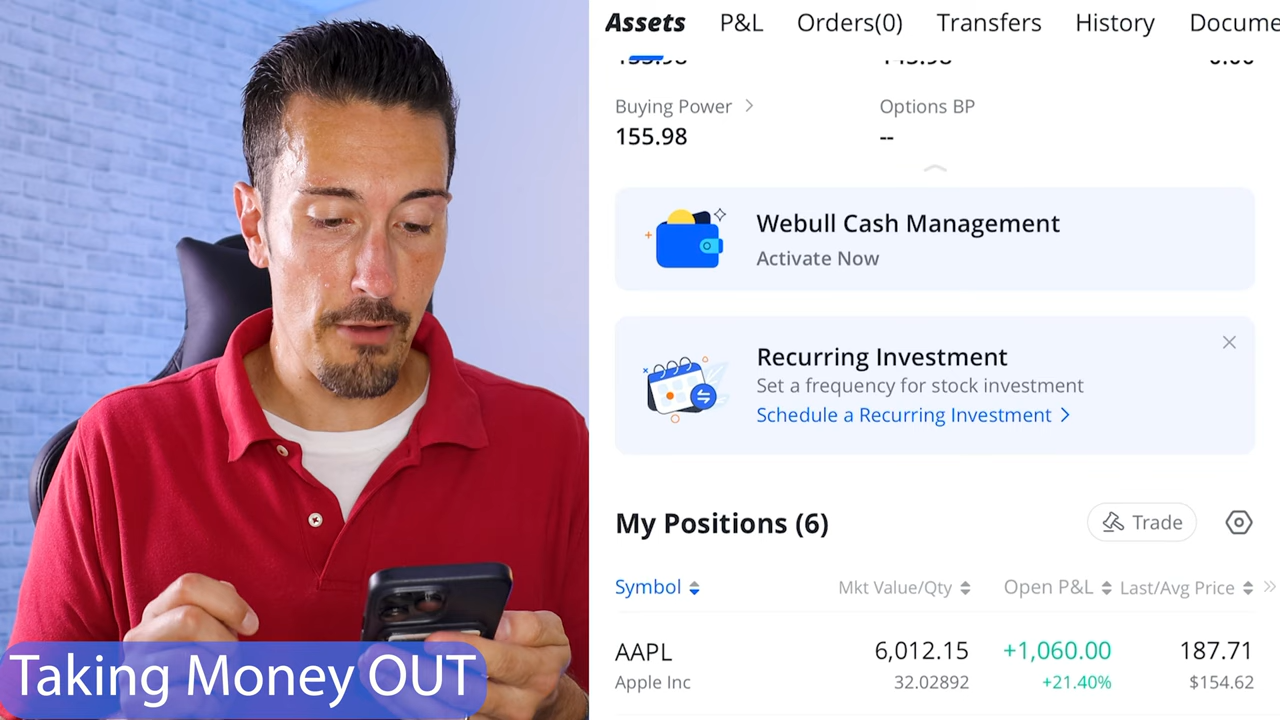 Assets P&L Orders(0) Transfers History Docume
Buying Power Options BP
155.98 --
Webull Cash Management
Activate Now
Recurring Investment
Set a frequency for stock investment
Schedule a Recurring Investment
My Positions (6) Trade
Symbol Mkt Value/Qty Open P&L Last/Avg Price
AAPL 6,012.15 +1,060.00 187.71
Apple Inc 32.02892 +21.40% $154.62
Taking Money OUT